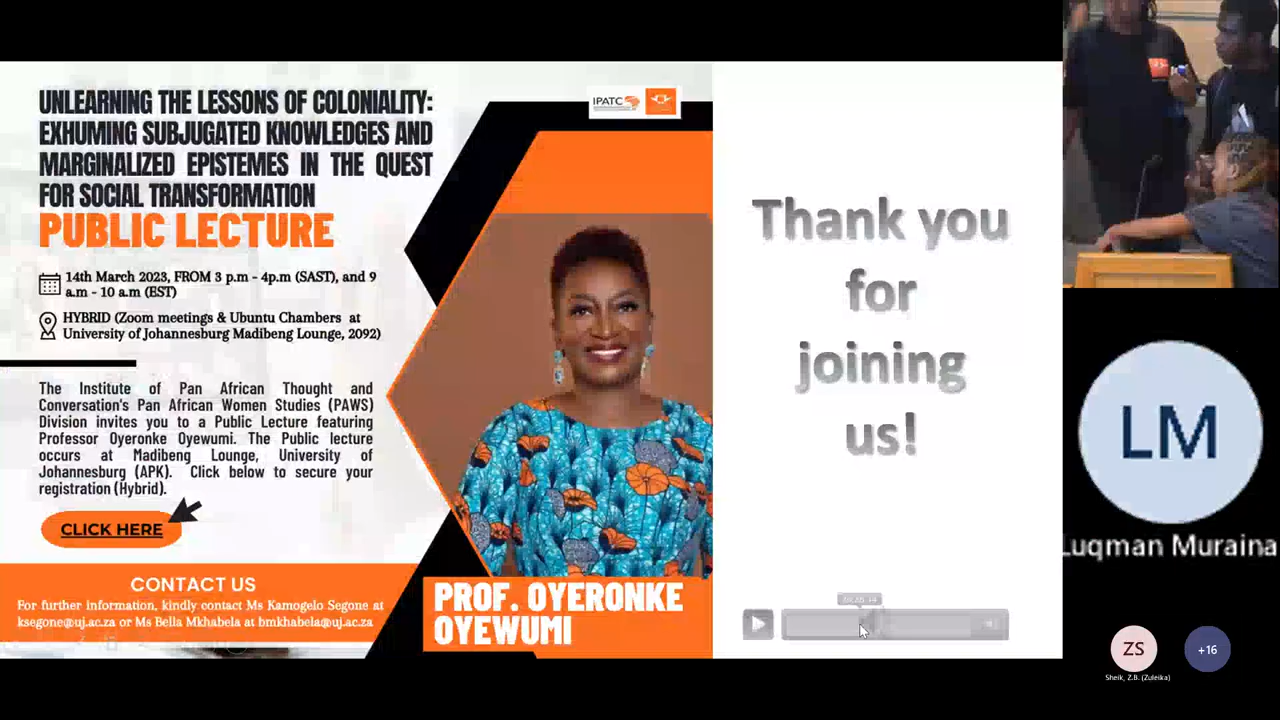 UNLEARNING THE LESSONS OF COLONIALITY:
EXHUMING SUBJUGATED KNOWLEDGES AND
MARGINALIZED EPISTEMES IN THE QUEST
FOR SOCIAL TRANSFORMATION
PUBLIC LECTURE
14th March 2023, FROM 3 p.m - 4p.m (SAST), and 9
a.m - 10 a.m (EST)
HYBRID (Zoom meetings & Ubuntu Chambers at
University of Johannesburg Madibeng Lounge, 2092)
The Institute of Pan African Thought and
Conversation's Pan African Women Studies (PAWS)
Division invites you to a Public Lecture featuring
Professor Oyeronke Oyewumi. The Public lecture
occurs at Madibeng Lounge, University of
Johannesburg (APK). Click below to secure your
registration (Hybrid).
CLICK HERE
CONTACT US
For further information, kindly contact Ms Kamogelo Segone at
ksegone@uj.ac.za or Ms Bella Mkhabela at bmkhabela@uj.ac.za
IPATC
PROF. OYERONKE
OYEWUMI
Thank you
for
joining
us!
LM
Luqman Muraina
ZS
+16
Sheik, Z.B. (Zuleika)